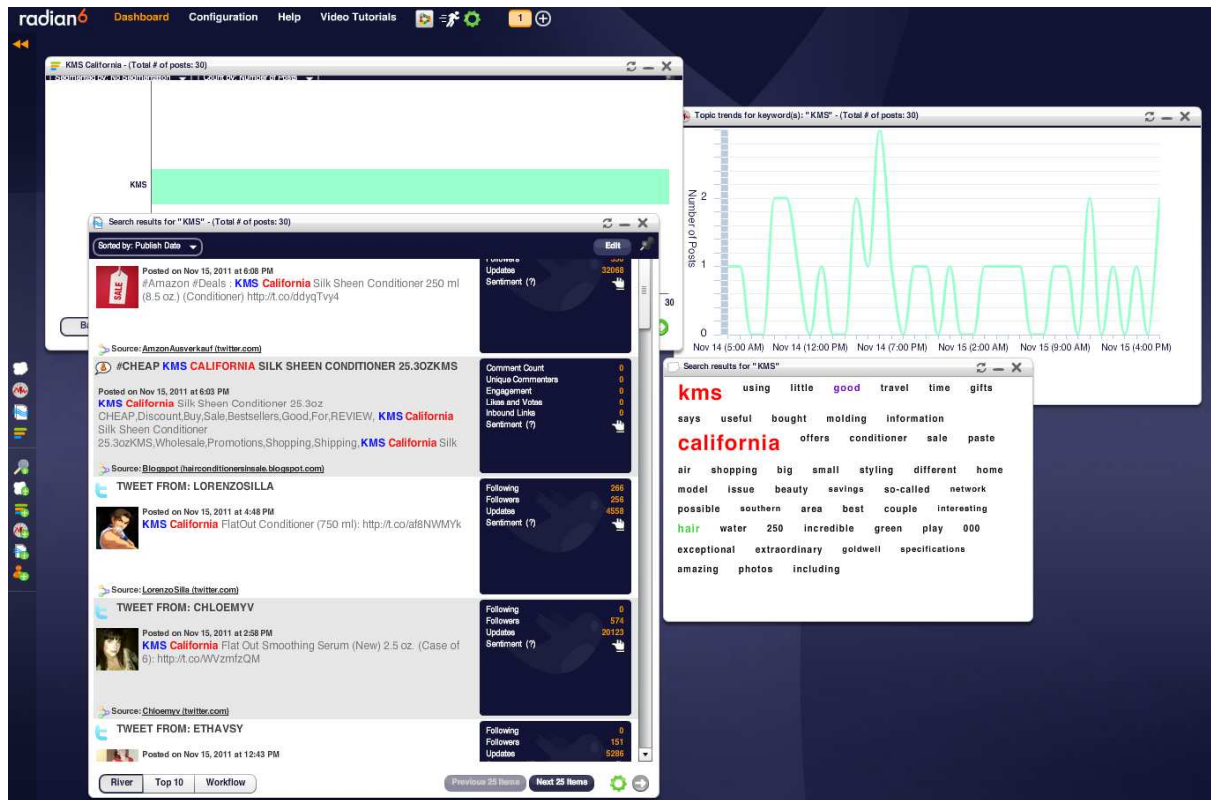 radian6 Dashboard Configuration Help Video Tutorials 1
KMS California - (Total # of posts: 30)
Segmented by: No Segmentation Count by: Number of Posts
KMS
30
Topic trends for keyword(s): "KMS" - (Total # of posts: 30)
Number of Posts
2
1
0
Nov 14 (5:00 AM) Nov 14 (12:00 PM) Nov 14 (7:00 PM) Nov 15 (2:00 AM) Nov 15 (9:00 AM) Nov 15 (4:00 PM)
Search results for "KMS" - (Total # of posts: 30)
Sorted by: Publish Date Edit
Followers 550
Posted on Nov 15, 2011 at 6:08 PM
Updates 32068
#Amazon #Deals : KMS California Silk Sheen Conditioner 250 ml
Sentiment (?)
(8.5 oz.) (Conditioner) http://t.co/ddyqTvy4
SALE
Source: AmzonAusverkauf (twitter.com)
#CHEAP KMS CALIFORNIA SILK SHEEN CONDITIONER 25.3OZKMS
Comment Count 0
Unique Commenters 0
Engagement 0
Likes and Votes 0
Inbound Links 0
Sentiment (?)
Posted on Nov 15, 2011 at 6:03 PM
KMS California Silk Sheen Conditioner 25.3oz
CHEAP,Discount,Buy,Sale,Bestsellers,Good,For,REVIEW, KMS California
Silk Sheen Conditioner
25.3ozKMS,Wholesale,Promotions,Shopping,Shipping,KMS California Silk
Source: Blogspot (hairconditionersinsale.blogspot.com)
TWEET FROM: LORENZOSILLA
Following 266
Followers 256
Updates 4558
Sentiment (?)
Posted on Nov 15, 2011 at 4:48 PM
KMS California FlatOut Conditioner (750 ml): http://t.co/af8NWMYk
Source: LorenzoSilla (twitter.com)
TWEET FROM: CHLOEMYV
Following 0
Followers 574
Updates 20123
Sentiment (?)
Posted on Nov 15, 2011 at 2:58 PM
KMS California Flat Out Smoothing Serum (New) 2.5 oz. (Case of
6): http://t.co/WVzmfzQM
Source: Chloemyv (twitter.com)
TWEET FROM: ETHAVSY
Following 0
Followers 151
Updates 5286
Posted on Nov 15, 2011 at 12:43 PM
River Top 10 Workflow Previous 25 Items Next 25 Items
Search results for "KMS"
kms using little good travel time gifts
says useful bought molding information
california offers conditioner sale paste
air shopping big small styling different home
model issue beauty savings so-called network
possible southern area best couple interesting
hair water 250 incredible green play 000
exceptional extraordinary goldwell specifications
amazing photos including